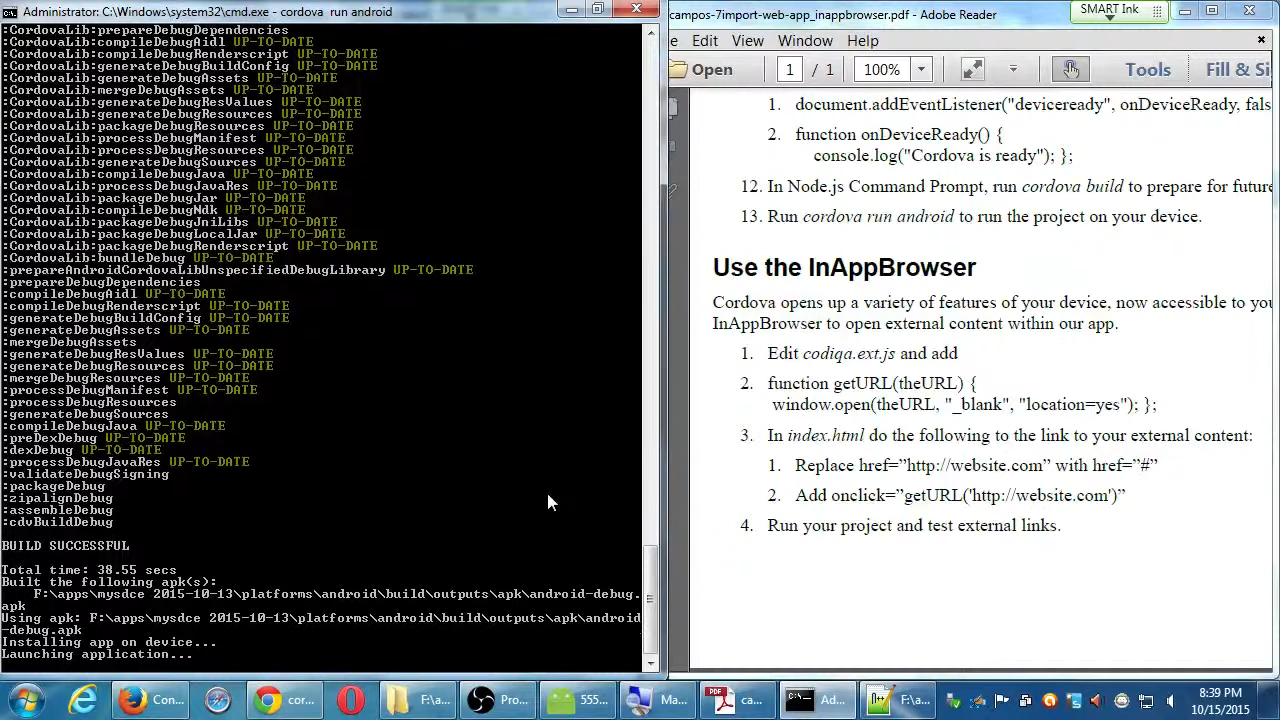 Administrator: C:\Windows\system32\cmd.exe - cordova run android
:CordovaLib:prepareDebugDependencies
:CordovaLib:compileDebugAidl UP-TO-DATE
:CordovaLib:compileDebugRenderscript UP-TO-DATE
:CordovaLib:generateDebugBuildConfig UP-TO-DATE
:CordovaLib:generateDebugAssets UP-TO-DATE
:CordovaLib:mergeDebugAssets UP-TO-DATE
:CordovaLib:generateDebugResValues UP-TO-DATE
:CordovaLib:generateDebugResources UP-TO-DATE
:CordovaLib:packageDebugResources UP-TO-DATE
:CordovaLib:processDebugManifest UP-TO-DATE
:CordovaLib:processDebugResources UP-TO-DATE
:CordovaLib:generateDebugSources UP-TO-DATE
:CordovaLib:compileDebugJava UP-TO-DATE
:CordovaLib:processDebugJavaRes UP-TO-DATE
:CordovaLib:packageDebugJar UP-TO-DATE
:CordovaLib:compileDebugNdk UP-TO-DATE
:CordovaLib:packageDebugJniLibs UP-TO-DATE
:CordovaLib:packageDebugLocalJar UP-TO-DATE
:CordovaLib:packageDebugRenderscript UP-TO-DATE
:CordovaLib:bundleDebug UP-TO-DATE
:prepareAndroidCordovaLibUnspecifiedDebugLibrary UP-TO-DATE
:prepareDebugDependencies
:compileDebugAidl UP-TO-DATE
:compileDebugRenderscript UP-TO-DATE
:generateDebugBuildConfig UP-TO-DATE
:generateDebugAssets UP-TO-DATE
:mergeDebugAssets
:generateDebugResValues UP-TO-DATE
:generateDebugResources UP-TO-DATE
:mergeDebugResources UP-TO-DATE
:processDebugManifest UP-TO-DATE
:processDebugResources
:generateDebugSources
:compileDebugJava UP-TO-DATE
:preDexDebug UP-TO-DATE
:dexDebug UP-TO-DATE
:processDebugJavaRes UP-TO-DATE
:validateDebugSigning
:packageDebug
:zipalignDebug
:assembleDebug
:cdvBuildDebug
BUILD SUCCESSFUL
Total time: 38.55 secs
Built the following apk(s):
F:\apps\mysdce 2015-10-13\platforms\android\build\outputs\apk\android-debug.
apk
Using apk: F:\apps\mysdce 2015-10-13\platforms\android\build\outputs\apk\android
-debug.apk
Installing app on device...
Launching application...
campos-7import-web-app_inappbrowser.pdf - Adobe Reader
SMART Ink
e Edit View Window Help
Open 1 / 1 100% Tools Fill & Si
1. document.addEventListener("deviceready", onDeviceReady, fals
2. function onDeviceReady() {
console.log("Cordova is ready"); };
12. In Node.js Command Prompt, run cordova build to prepare for future
13. Run cordova run android to run the project on your device.
Use the InAppBrowser
Cordova opens up a variety of features of your device, now accessible to you
InAppBrowser to open external content within our app.
1. Edit codiqa.ext.js and add
2. function getURL(theURL) {
window.open(theURL, "_blank", "location=yes"); };
3. In index.html do the following to the link to your external content:
1. Replace href=”http://website.com” with href=”#”
2. Add onclick=”getURL('http://website.com')”
4. Run your project and test external links.
Con... cor... F:\a... Pro... 555... Ma... ca... Ad... F:\a...
8:39 PM
10/15/2015